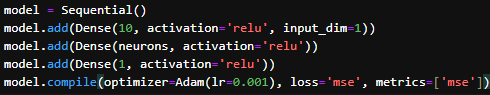 model = Sequential()
model.add(Dense(10, activation='relu', input_dim=1))
model.add(Dense(neurons, activation='relu'))
model.add(Dense(1, activation='relu'))
model.compile(optimizer=Adam(lr=0.001), loss='mse', metrics=['mse'])